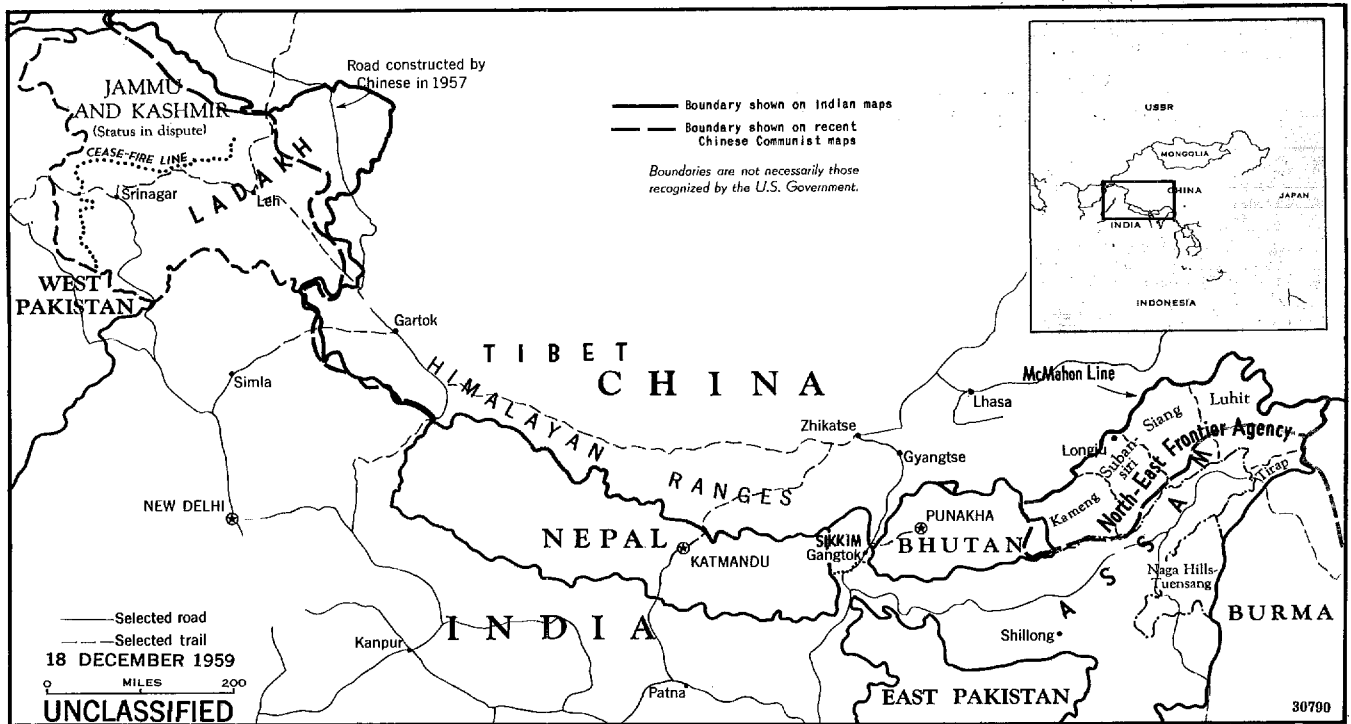 Road constructed by
Chinese in 1957
JAMMU
AND KASHMIR
(Status in dispute)
CEASE-FIRE LINE
Srinagar
LADAKH
Leh
WEST
PAKISTAN
Boundary shown on Indian maps
Boundary shown on recent
Chinese Communist maps
Boundaries are not necessarily those
recognized by the U.S. Government.
USSR
MONGOLIA
CHINA
JAPAN
INDIA
INDONESIA
Gartok
TIBET
CHINA
HIMALAYAN RANGES
Simla
McMahon Line
Lhasa
Luhit
Siang
Zhikatse
Longju
Suban-
siri
North-East Frontier Agency
Gyangtse
Tirap
Kameng
NEW DELHI
PUNAKHA
NEPAL
KATMANDU
SIKKIM
Gangtok
BHUTAN
ASSAM
Naga Hills-
Tuensang
BURMA
Selected road
Selected trail
INDIA
Kanpur
Shillong
18 DECEMBER 1959
0 MILES 200
Patna
EAST PAKISTAN
UNCLASSIFIED
30790